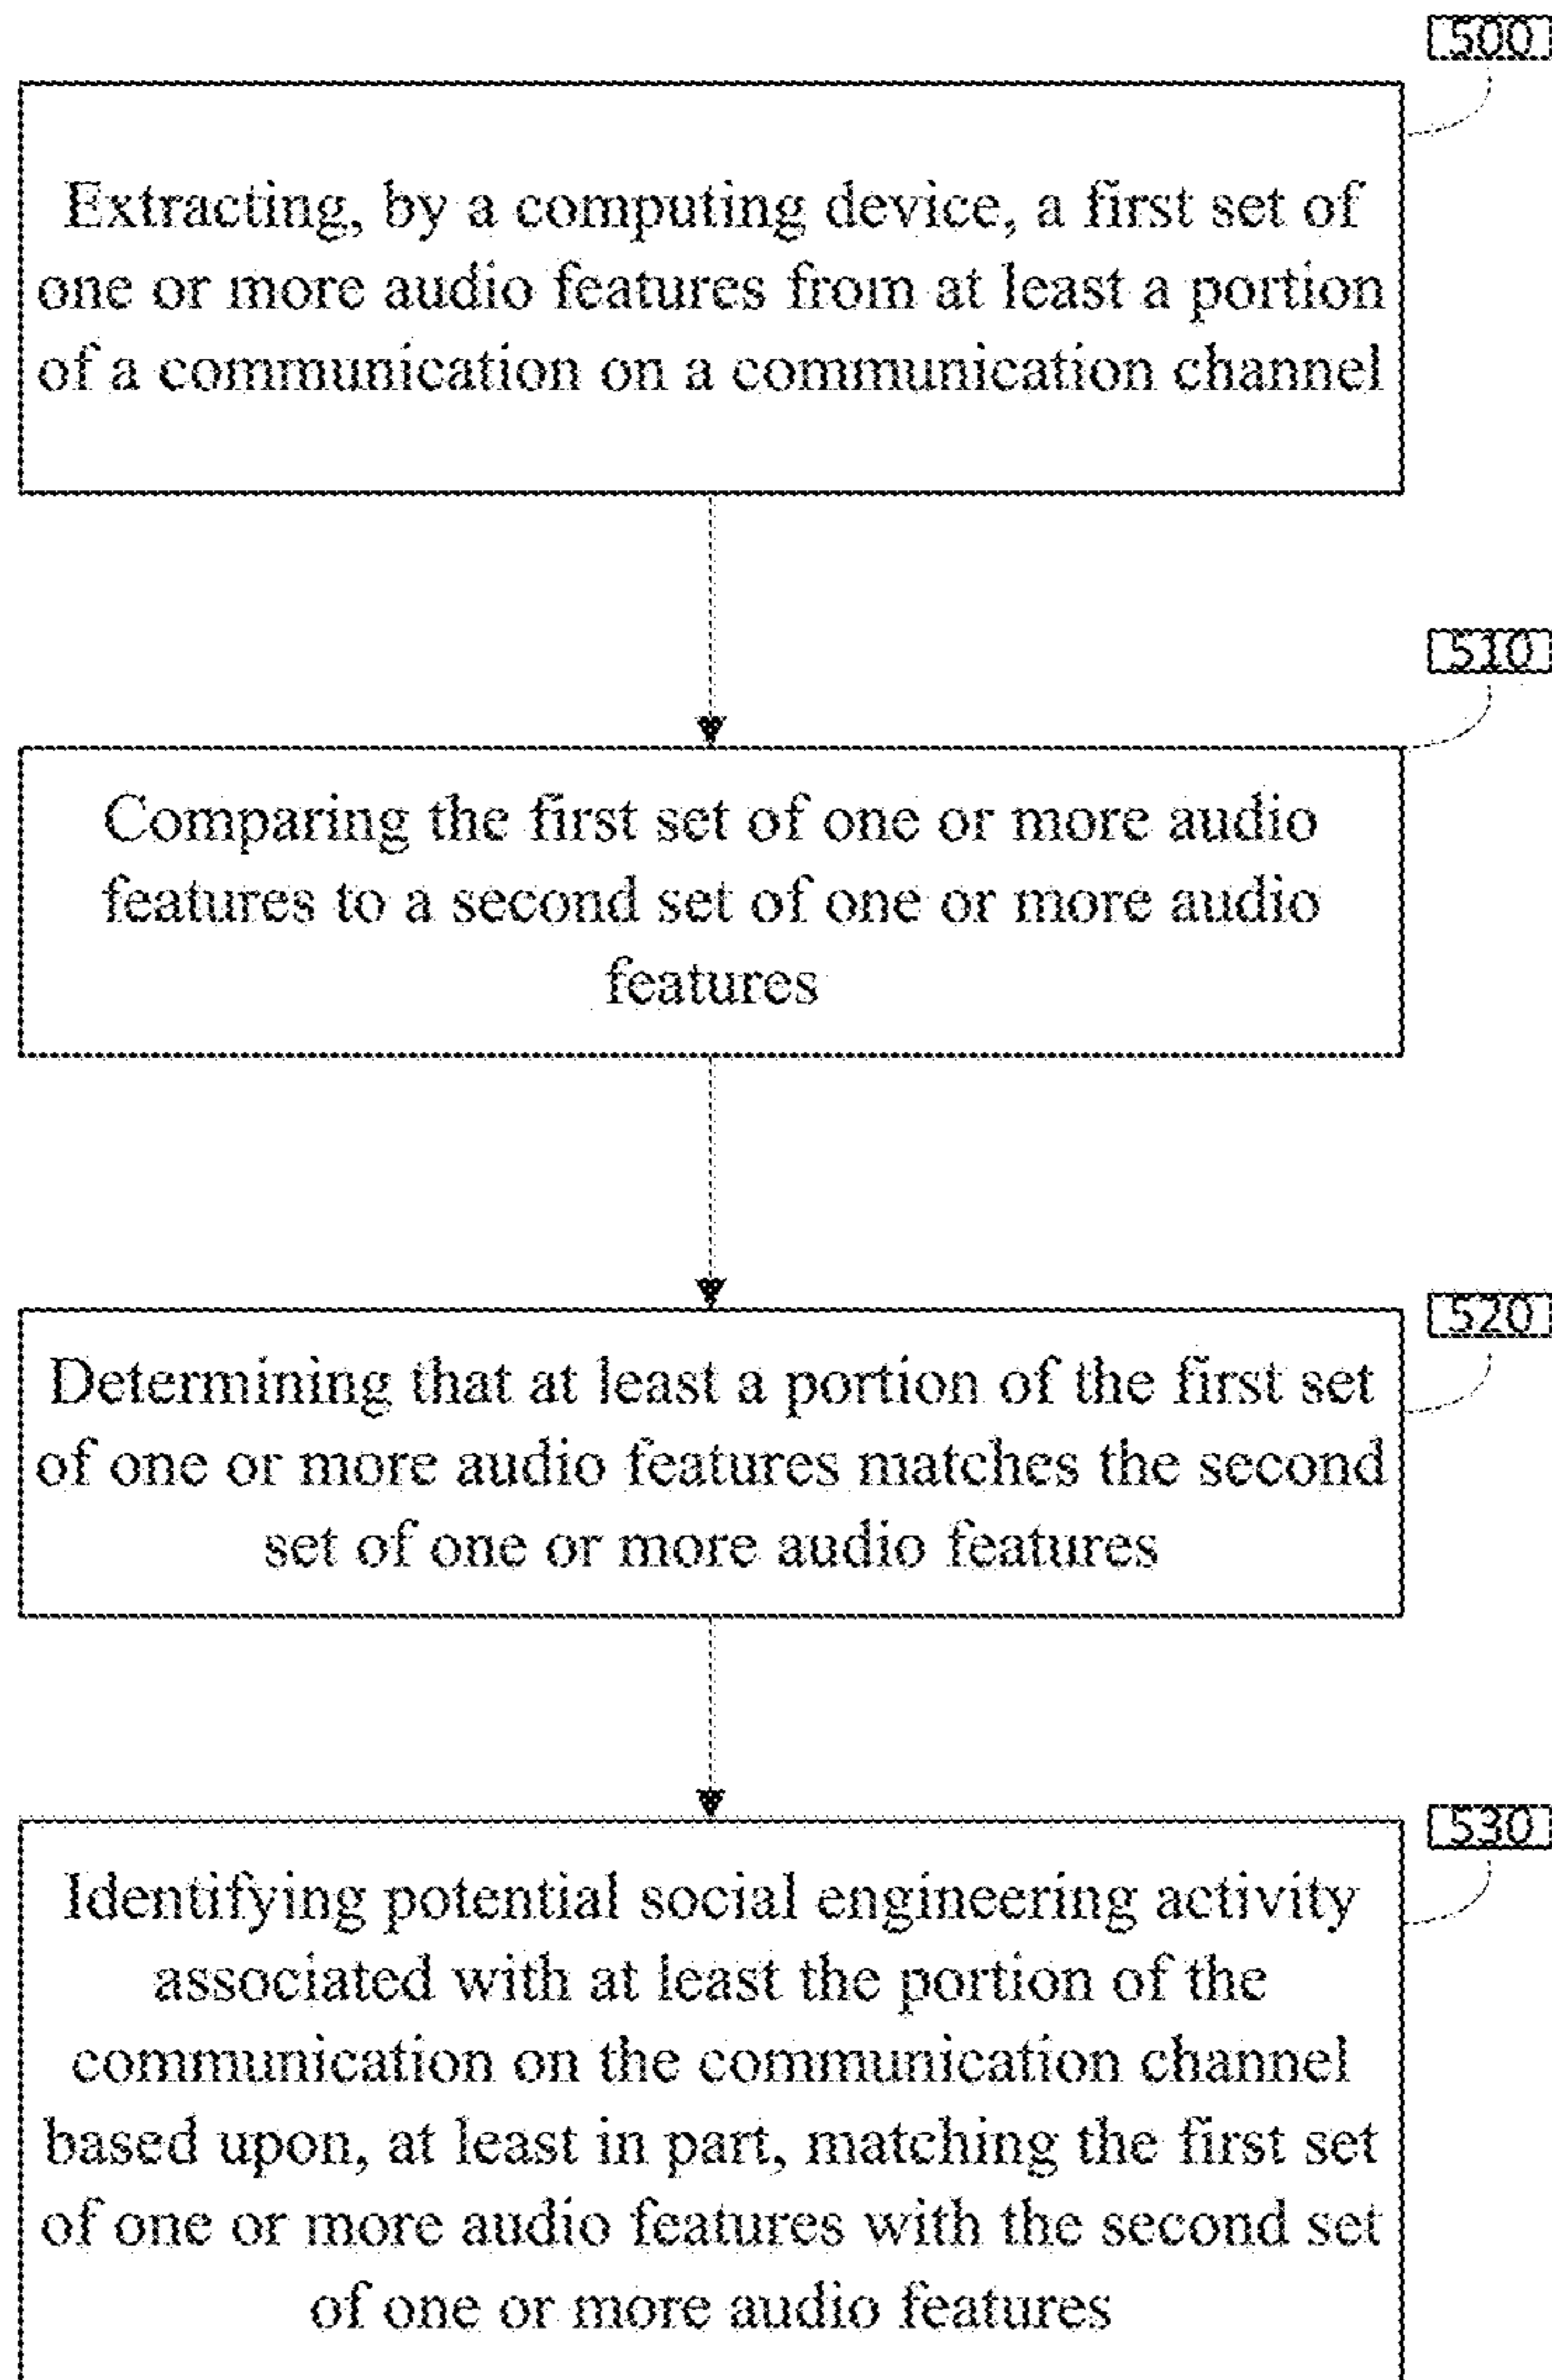 500
Extracting, by a computing device, a first set of
one or more audio features from at least a portion
of a communication on a communication channel
510
Comparing the first set of one or more audio
features to a second set of one or more audio
features
520
Determining that at least a portion of the first set
of one or more audio features matches the second
set of one or more audio features
530
Identifying potential social engineering activity
associated with at least the portion of the
communication on the communication channel
based upon, at least in part, matching the first set
of one or more audio features with the second set
of one or more audio features